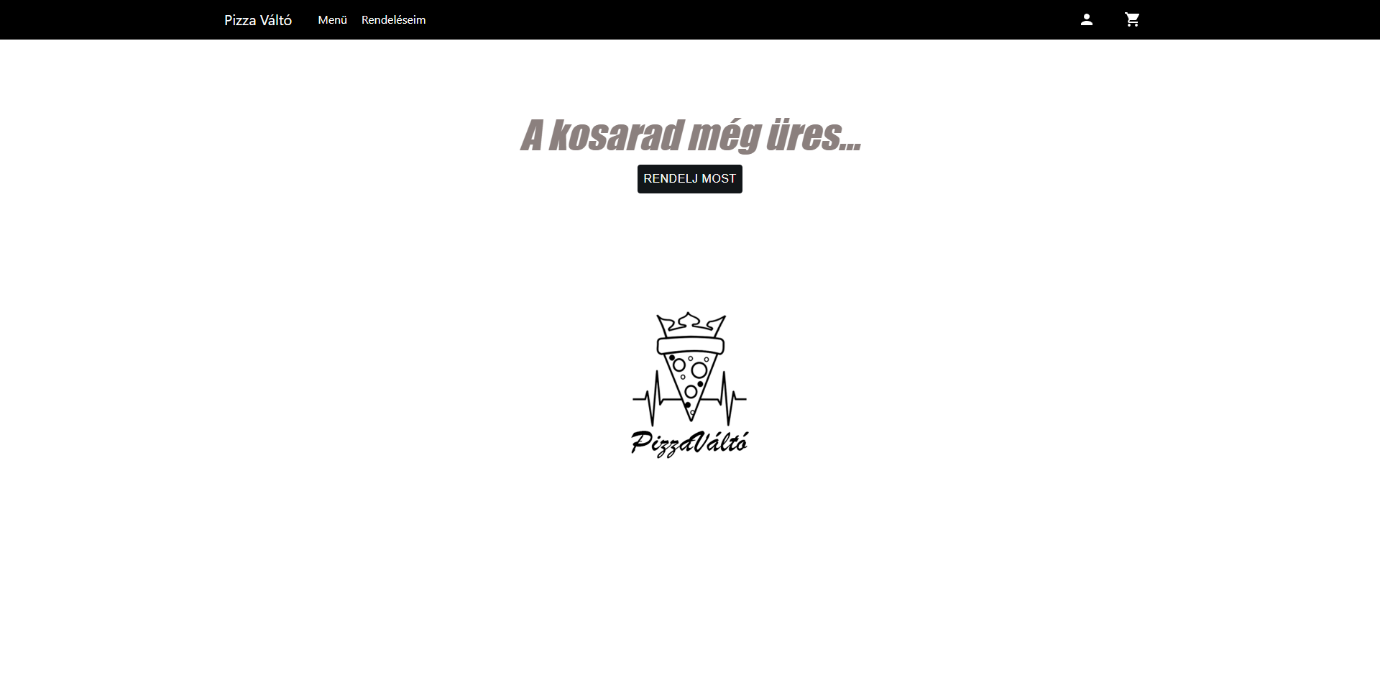 Pizza Váltó Menü Rendeléseim
A kosarad még üres...
RENDELJ MOST
PizzaVáltó